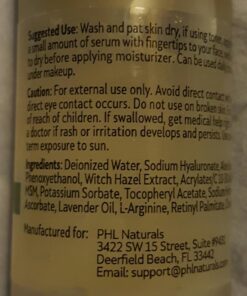 Suggested Use: Wash and pat skin dry, if using toner,
a small amount of serum with fingertips to your face,
to dry before applying moisturizer. Can be used daily
under makeup.
Caution: For external use only. Avoid direct contact
direct eye contact occurs. Do not use on broken skin.
of reach of children. If swallowed, get medical help
a doctor if rash or irritation develops and persists.
term exposure to sun.
Ingredients: Deionized Water, Sodium Hyaluronate,
Phenoxyethanol, Witch Hazel Extract, Acrylates/C
MSM, Potassium Sorbate, Tocopheryl Acetate, Sodium
Ascorbate, Lavender Oil, L-Arginine, Retinyl Palmitate,
Manufactured for: PHL Naturals
3422 SW 15 Street, Suite
Deerfield Beach, FL 33442
Email: support@phlnaturals.com